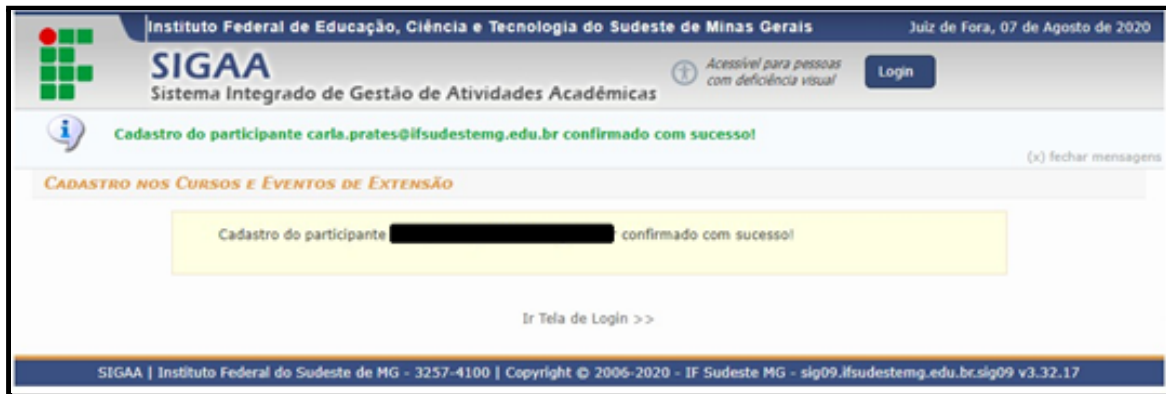 Instituto Federal de Educação, Ciência e Tecnologia do Sudeste de Minas Gerais
Juiz de Fora, 07 de Agosto de 2020
SIGAA
Sistema Integrado de Gestão de Atividades Acadêmicas
Acessível para pessoas
com deficiência visual
Login
Cadastro do participante carla.prates@ifsudestemg.edu.br confirmado com sucesso!
(x) fechar mensagens
Cadastro nos Cursos e Eventos de Extensão
Cadastro do participante confirmado com sucesso!
Ir Tela de Login >>
SIGAA | Instituto Federal do Sudeste de MG - 3257-4100 | Copyright © 2006-2020 - IF Sudeste MG - sig09.ifsudestemg.edu.br.sig09 v3.32.17